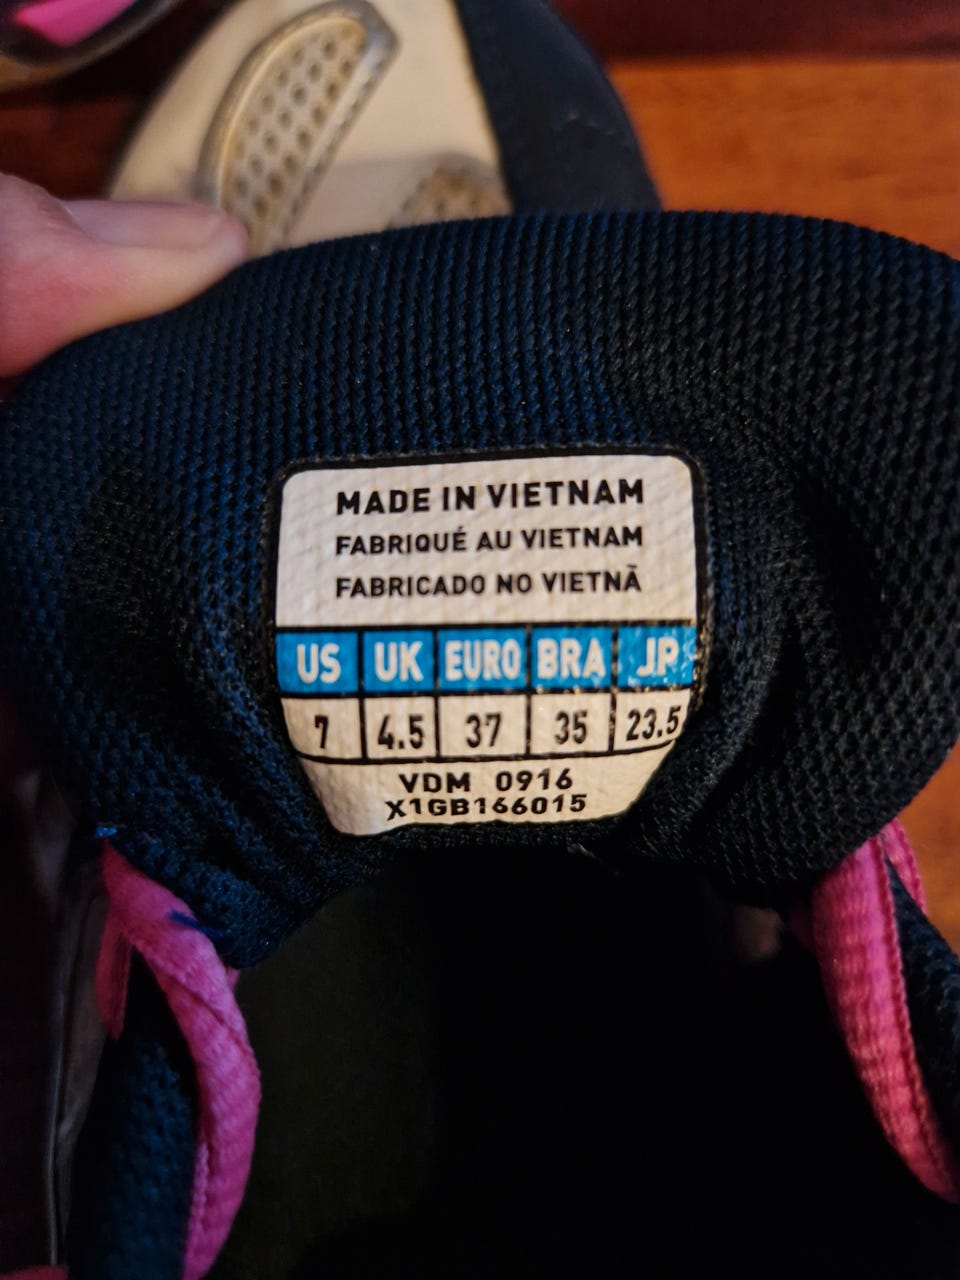 MADE IN VIETNAM
FABRIQUÉ AU VIETNAM
FABRICADO NO VIETNÃ
US UK EURO BRA JP
7 4.5 37 35 23.5
VDM 0916
X1GB166015